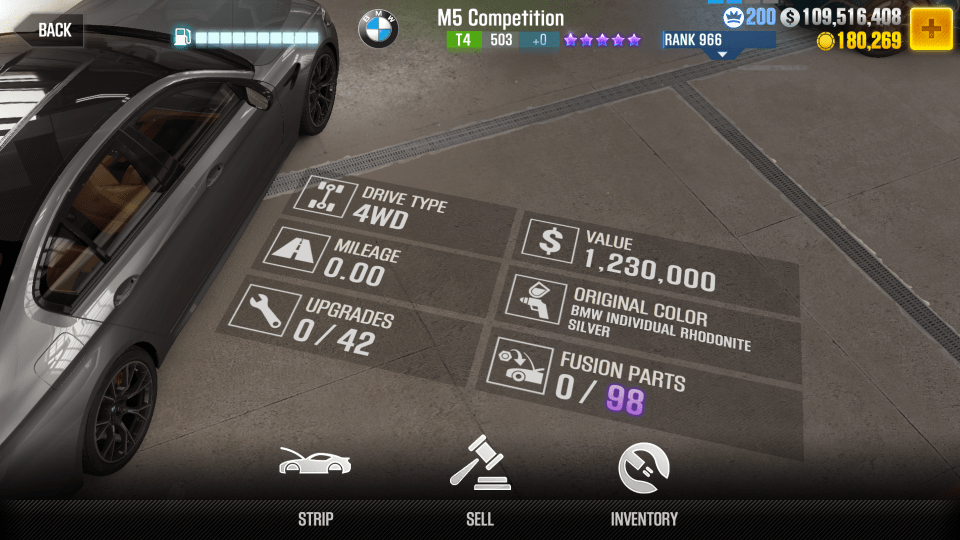 BACK
BMW
M5 Competition
T4 503 +0
RANK 966
200 109,516,408
180,269
DRIVE TYPE
4WD
MILEAGE
0.00
UPGRADES
0 / 42
VALUE
1,230,000
ORIGINAL COLOR
BMW INDIVIDUAL RHODONITE
SILVER
FUSION PARTS
0 / 98
STRIP
SELL
INVENTORY